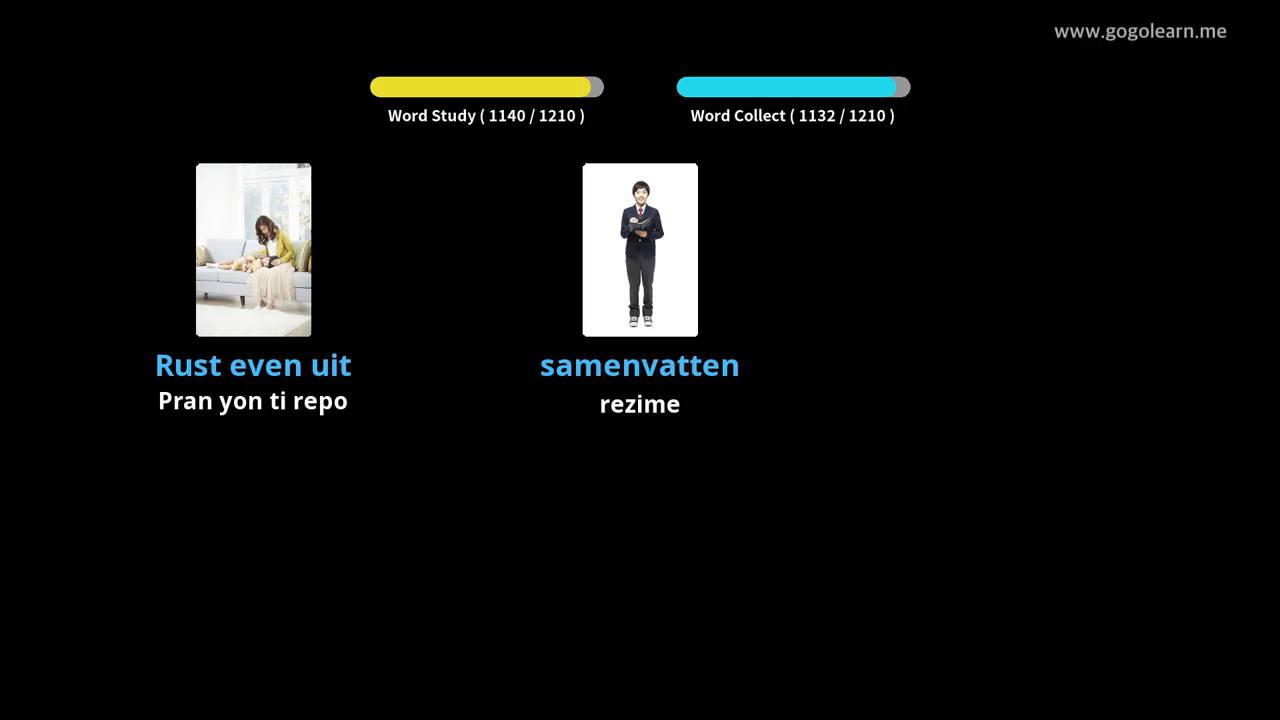 www.gogolearn.me
Word Study ( 1140 / 1210 )
Word Collect ( 1132 / 1210 )
Rust even uit
Pran yon ti repo
samenvatten
rezime